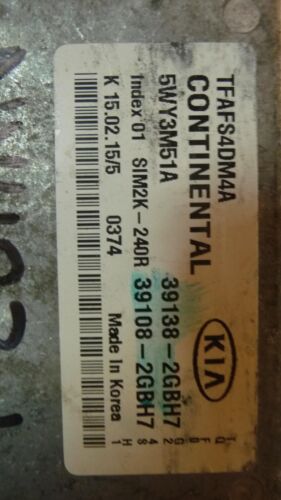 TFAFS4DM4A
CONTINENTAL
5WY3M51A 39138-2GBH7
Index 01 SIM2K-240R 39108-2GBH7
K 15.02.15/5 0374 Made In Korea
KIA